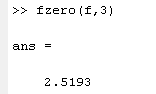 >> fzero(f,3)
ans =
2.5193